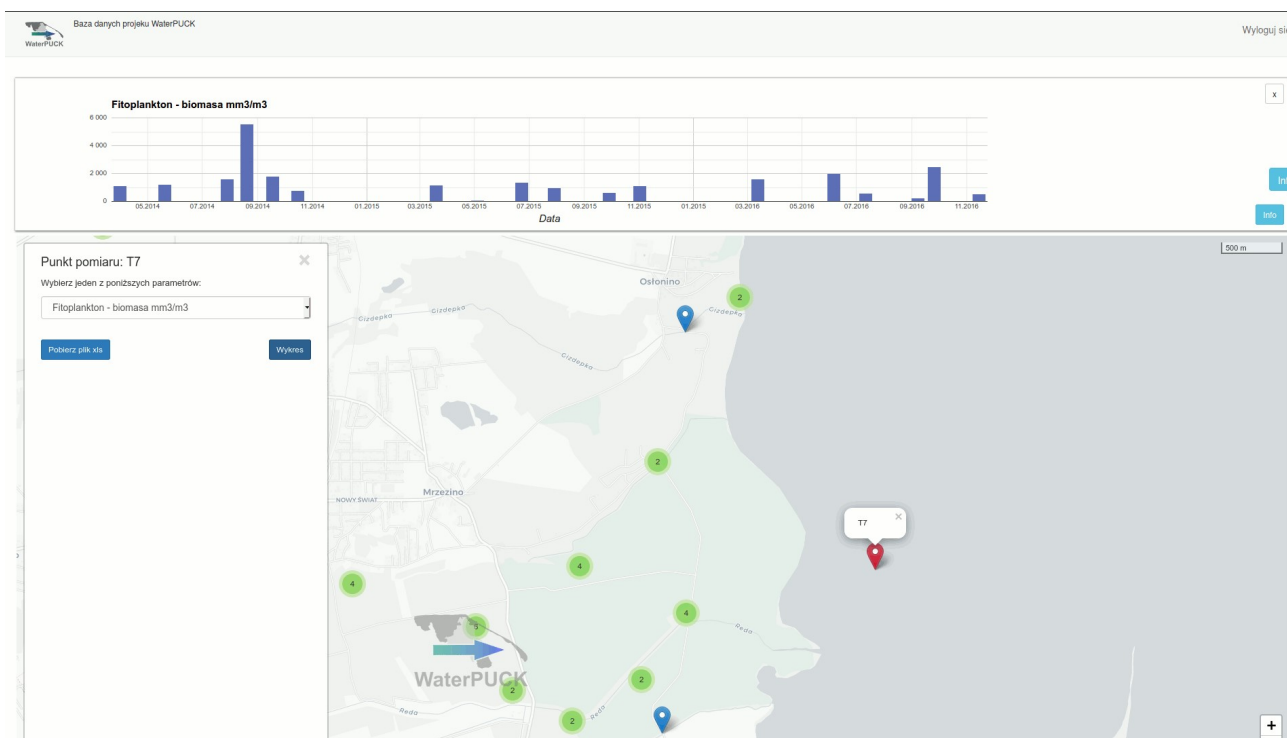 Baza danych projeku WaterPUCK
WaterPUCK
Wyloguj się
Fitoplankton - biomasa mm3/m3
x
6 000
4 000
2 000
0
05.2014 07.2014 09.2014 11.2014 01.2015 03.2015 05.2015 07.2015 09.2015 11.2015 01.2015 03.2016 05.2016 07.2016 09.2016 11.2016
Data
In
Info
Punkt pomiaru: T7 ×
Wybierz jeden z poniższych parametrów:
Fitoplankton - biomasa mm3/m3
Pobierz plik xls Wykres
500 m
Osłonino
2
Gizdepka
Gizdepka
Gizdepka
Gizdepka
2
Mrzezino
NOWY ŚWIAT
T7 ×
4
4
4
5
Reda
WaterPUCK
2
2
Reda
Reda
2
+